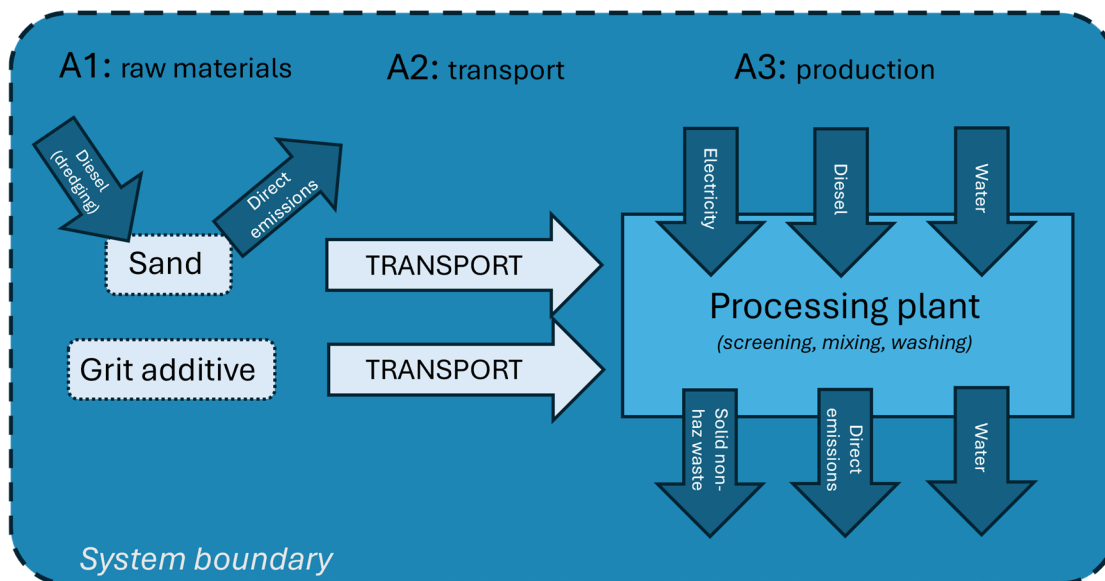 A1: raw materials
A2: transport
A3: production
Diesel
(dredging)
Direct
emissions
Electricity
Diesel
Water
Sand
TRANSPORT
Processing plant
(screening, mixing, washing)
Grit additive
TRANSPORT
Solid non-
haz waste
Direct
emissions
Water
System boundary